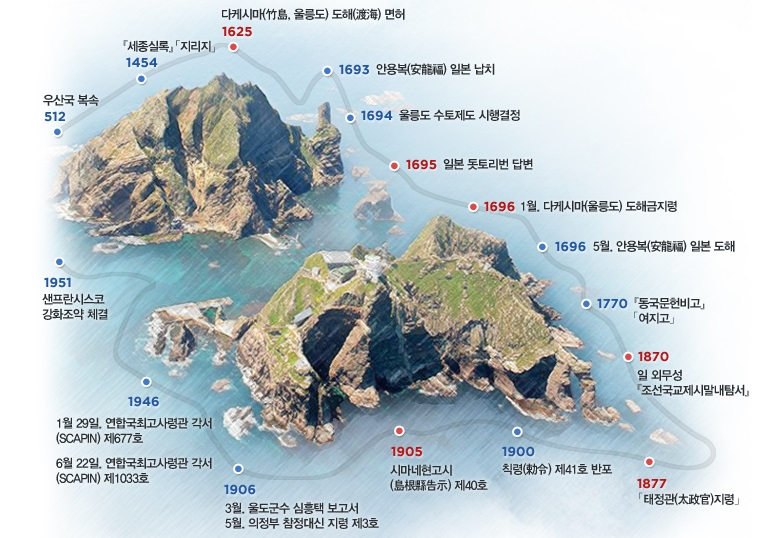 다케시마(竹島, 울릉도) 도해(渡海) 면허
1625
『세종실록』「지리지」
1454
우산국 복속
512
1693 안용복(安龍福) 일본 납치
1694 울릉도 수토제도 시행결정
1695 일본 돗토리번 답변
1696 1월. 다케시마(울릉도) 도해금지령
1696 5월. 안용복(安龍福) 일본 도해
1770 『동국문헌비고』
「여지고」
1870
일 외무성
『조선국교제시말내탐서』
1877
「태정관(太政官)지령」
1900
칙령(勅令) 제41호 반포
1905
시마네현고시
(島根縣告示) 제40호
1906
3월. 울도군수 심흥택 보고서
5월. 의정부 참정대신 지령 제3호
1946
1월 29일. 연합국최고사령관 각서
(SCAPIN) 제677호
6월 22일. 연합국최고사령관 각서
(SCAPIN) 제1033호
1951
샌프란시스코
강화조약 체결